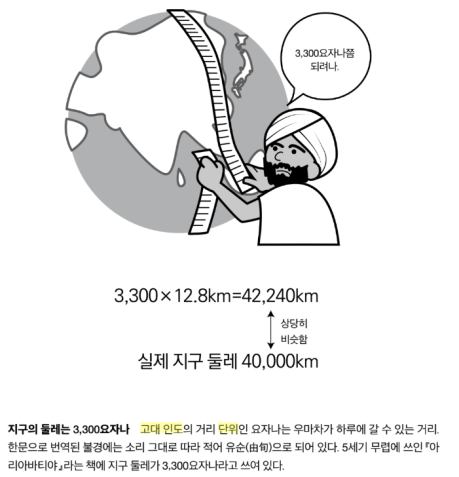 3,300요자나쯤
되려나.
3,300×12.8km=42,240km
상당히
비슷함
실제 지구 둘레 40,000km
지구의 둘레는 3,300요자나 고대 인도의 거리 단위인 요자나는 우마차가 하루에 갈 수 있는 거리.
한문으로 번역된 불경에는 소리 그대로 따라 적어 유순(由旬)으로 되어 있다. 5세기 무렵에 쓰인 『아
리아바티야』라는 책에 지구 둘레가 3,300요자나라고 쓰여 있다.